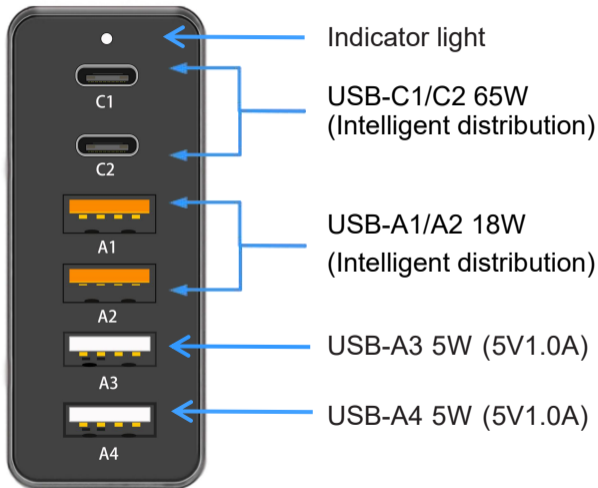 Indicator light
C1
USB-C1/C2 65W
(Intelligent distribution)
C2
A1
USB-A1/A2 18W
(Intelligent distribution)
A2
USB-A3 5W (5V1.0A)
A3
USB-A4 5W (5V1.0A)
A4